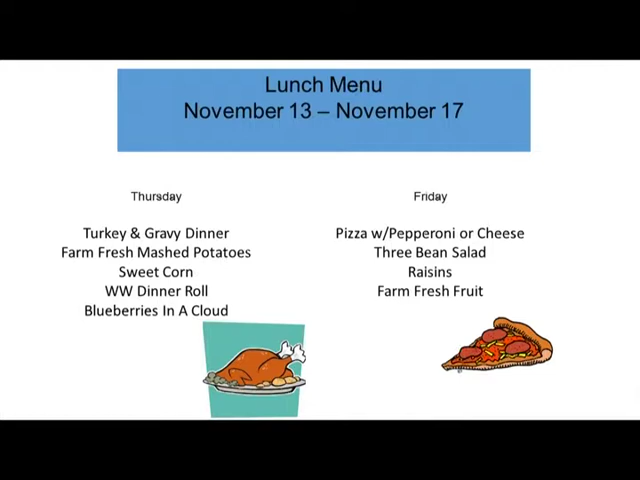 Lunch Menu
November 13 – November 17
Thursday
Turkey & Gravy Dinner
Farm Fresh Mashed Potatoes
Sweet Corn
WW Dinner Roll
Blueberries In A Cloud
Friday
Pizza w/Pepperoni or Cheese
Three Bean Salad
Raisins
Farm Fresh Fruit